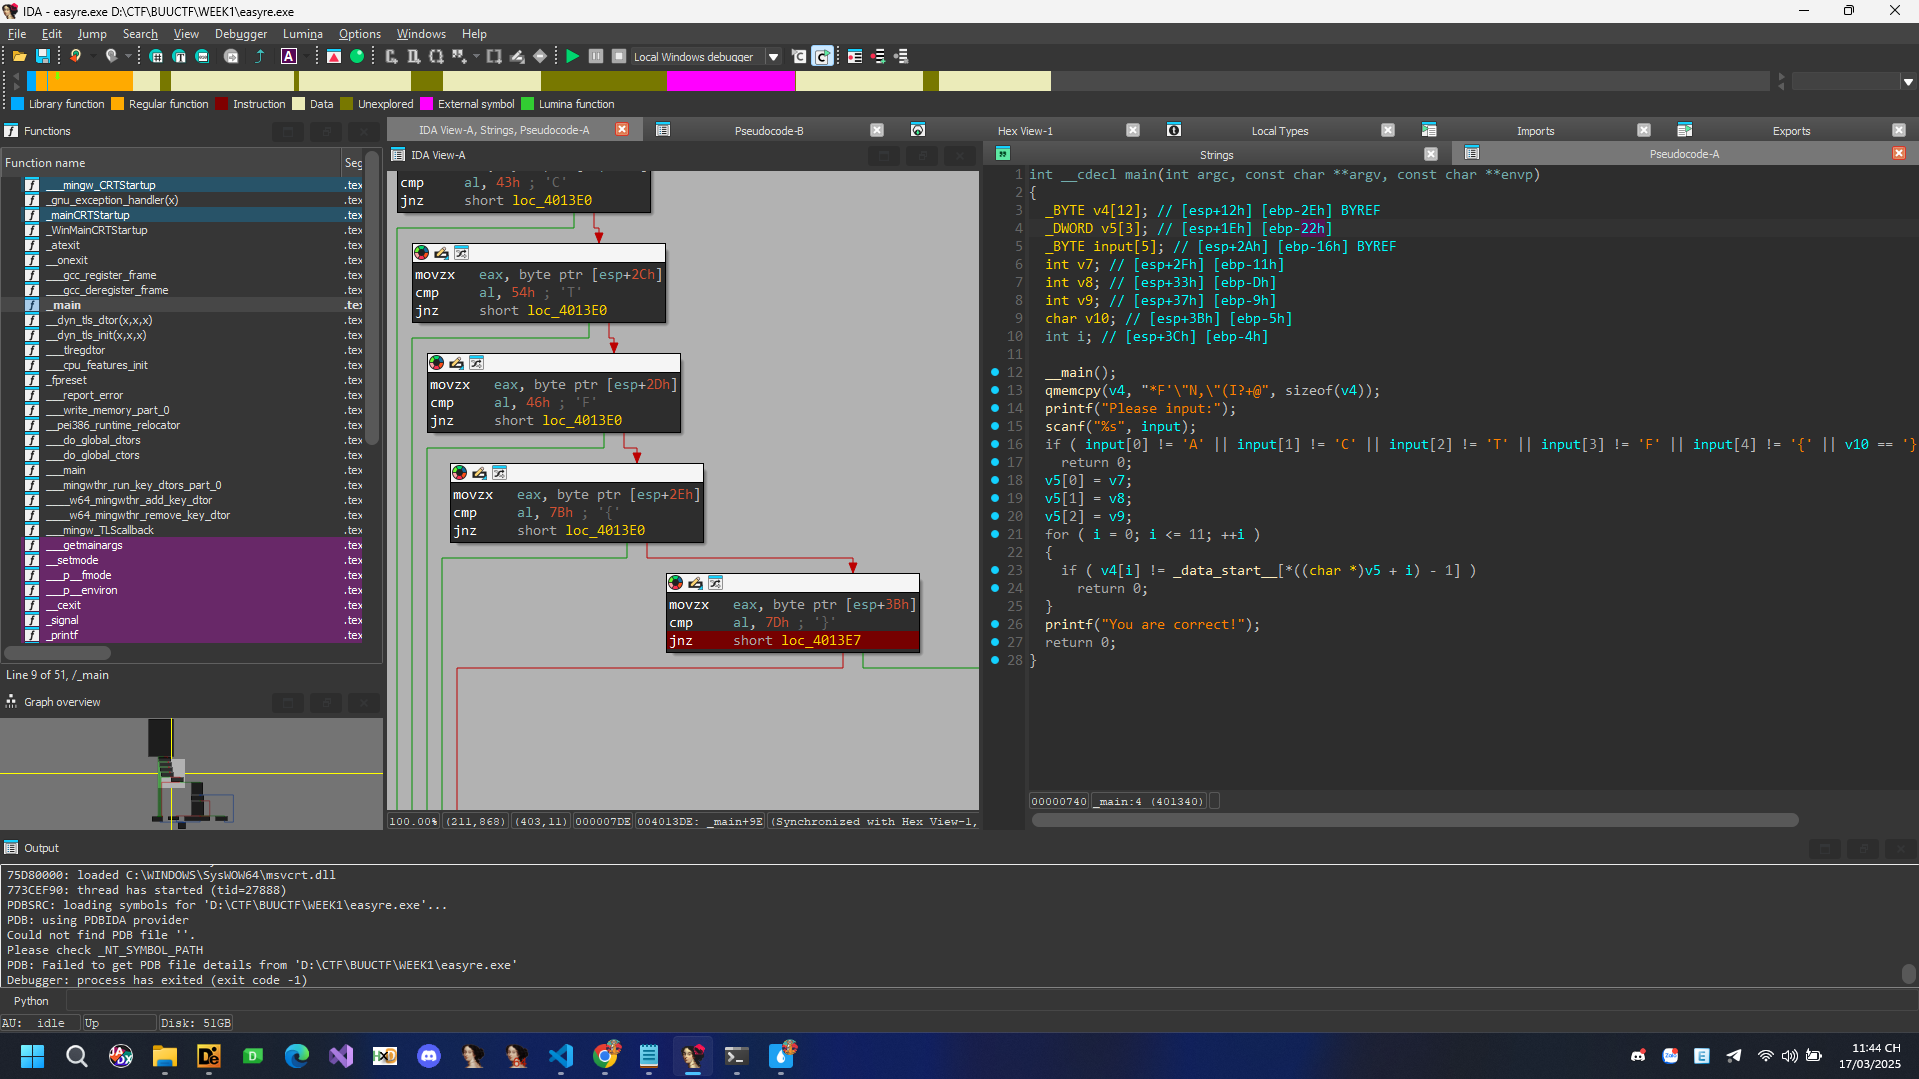 IDA - easyre.exe D:\CTF\BUUCTF\WEEK1\easyre.exe
File Edit Jump Search View Debugger Lumina Options Windows Help
Local Windows debugger
Library function Regular function Instruction Data Unexplored External symbol Lumina function
Functions
Function name Seg
___mingw_CRTStartup .tex
_gnu_exception_handler(x) .tex
_mainCRTStartup .tex
_WinMainCRTStartup .tex
_atexit .tex
__onexit .tex
___gcc_register_frame .tex
___gcc_deregister_frame .tex
_main .tex
__dyn_tls_dtor(x,x,x) .tex
__dyn_tls_init(x,x,x) .tex
___tlregdtor .tex
___cpu_features_init .tex
_fpreset .tex
___report_error .tex
___write_memory_part_0 .tex
__pei386_runtime_relocator .tex
___do_global_dtors .tex
___do_global_ctors .tex
___main .tex
___mingwthr_run_key_dtors_part_0 .tex
____w64_mingwthr_add_key_dtor .tex
____w64_mingwthr_remove_key_dtor .tex
___mingw_TLScallback .tex
___getmainargs .tex
__setmode .tex
___p__fmode .tex
___p__environ .tex
__cexit .tex
_signal .tex
_printf .tex
Line 9 of 51, /_main
Graph overview
IDA View-A, Strings, Pseudocode-A Pseudocode-B Hex View-1 Local Types Imports Exports
IDA View-A
cmp al, 43h ; 'C'
jnz short loc_4013E0
movzx eax, byte ptr [esp+2Ch]
cmp al, 54h ; 'T'
jnz short loc_4013E0
movzx eax, byte ptr [esp+2Dh]
cmp al, 46h ; 'F'
jnz short loc_4013E0
movzx eax, byte ptr [esp+2Eh]
cmp al, 7Bh ; '{'
jnz short loc_4013E0
movzx eax, byte ptr [esp+3Bh]
cmp al, 7Dh ; '}'
jnz short loc_4013E7
100.00% (211,868) (403,11) 000007DE 004013DE: _main+9E (Synchronized with Hex View-1,
Strings Pseudocode-A
1 int __cdecl main(int argc, const char **argv, const char **envp)
2 {
3 _BYTE v4[12]; // [esp+12h] [ebp-2Eh] BYREF
4 _DWORD v5[3]; // [esp+1Eh] [ebp-22h]
5 _BYTE input[5]; // [esp+2Ah] [ebp-16h] BYREF
6 int v7; // [esp+2Fh] [ebp-11h]
7 int v8; // [esp+33h] [ebp-Dh]
8 int v9; // [esp+37h] [ebp-9h]
9 char v10; // [esp+3Bh] [ebp-5h]
10 int i; // [esp+3Ch] [ebp-4h]
11
12 __main();
13 qmemcpy(v4, "*F'\"N,\"(I?+@", sizeof(v4));
14 printf("Please input:");
15 scanf("%s", input);
16 if ( input[0] != 'A' || input[1] != 'C' || input[2] != 'T' || input[3] != 'F' || input[4] != '{' || v10 == '}
17 return 0;
18 v5[0] = v7;
19 v5[1] = v8;
20 v5[2] = v9;
21 for ( i = 0; i <= 11; ++i )
22 {
23 if ( v4[i] != _data_start__[*((char *)v5 + i) - 1] )
24 return 0;
25 }
26 printf("You are correct!");
27 return 0;
28 }
00000740 _main:4 (401340)
Output
75D80000: loaded C:\WINDOWS\SysWOW64\msvcrt.dll
773CEF90: thread has started (tid=27888)
PDBSRC: loading symbols for 'D:\CTF\BUUCTF\WEEK1\easyre.exe'...
PDB: using PDBIDA provider
Could not find PDB file ''.
Please check _NT_SYMBOL_PATH
PDB: Failed to get PDB file details from 'D:\CTF\BUUCTF\WEEK1\easyre.exe'
Debugger: process has exited (exit code -1)
Python
AU: idle Up Disk: 51GB
11:44 CH
17/03/2025